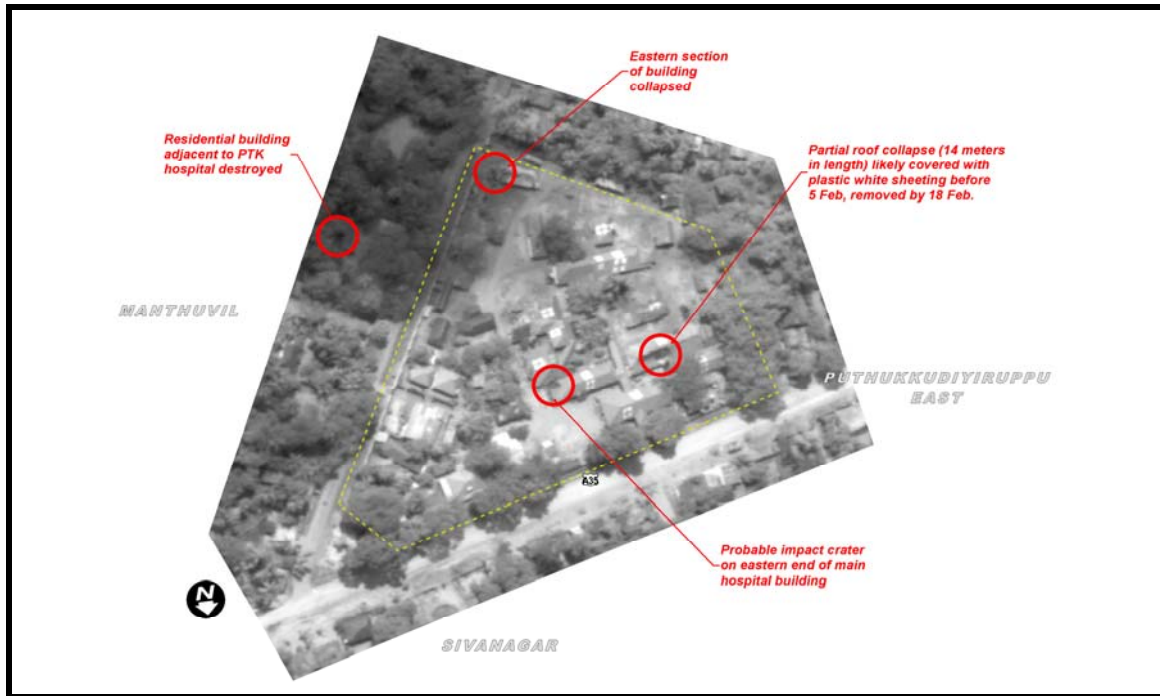 Eastern section
of building
collapsed
Residential building
adjacent to PTK
hospital destroyed
Partial roof collapse (14 meters
in length) likely covered with
plastic white sheeting before
5 Feb, removed by 18 Feb.
MANTHUVIL
PUTHUKKUDIYIRUPPU
EAST
A35
Probable impact crater
on eastern end of main
hospital building
N
SIVANAGAR